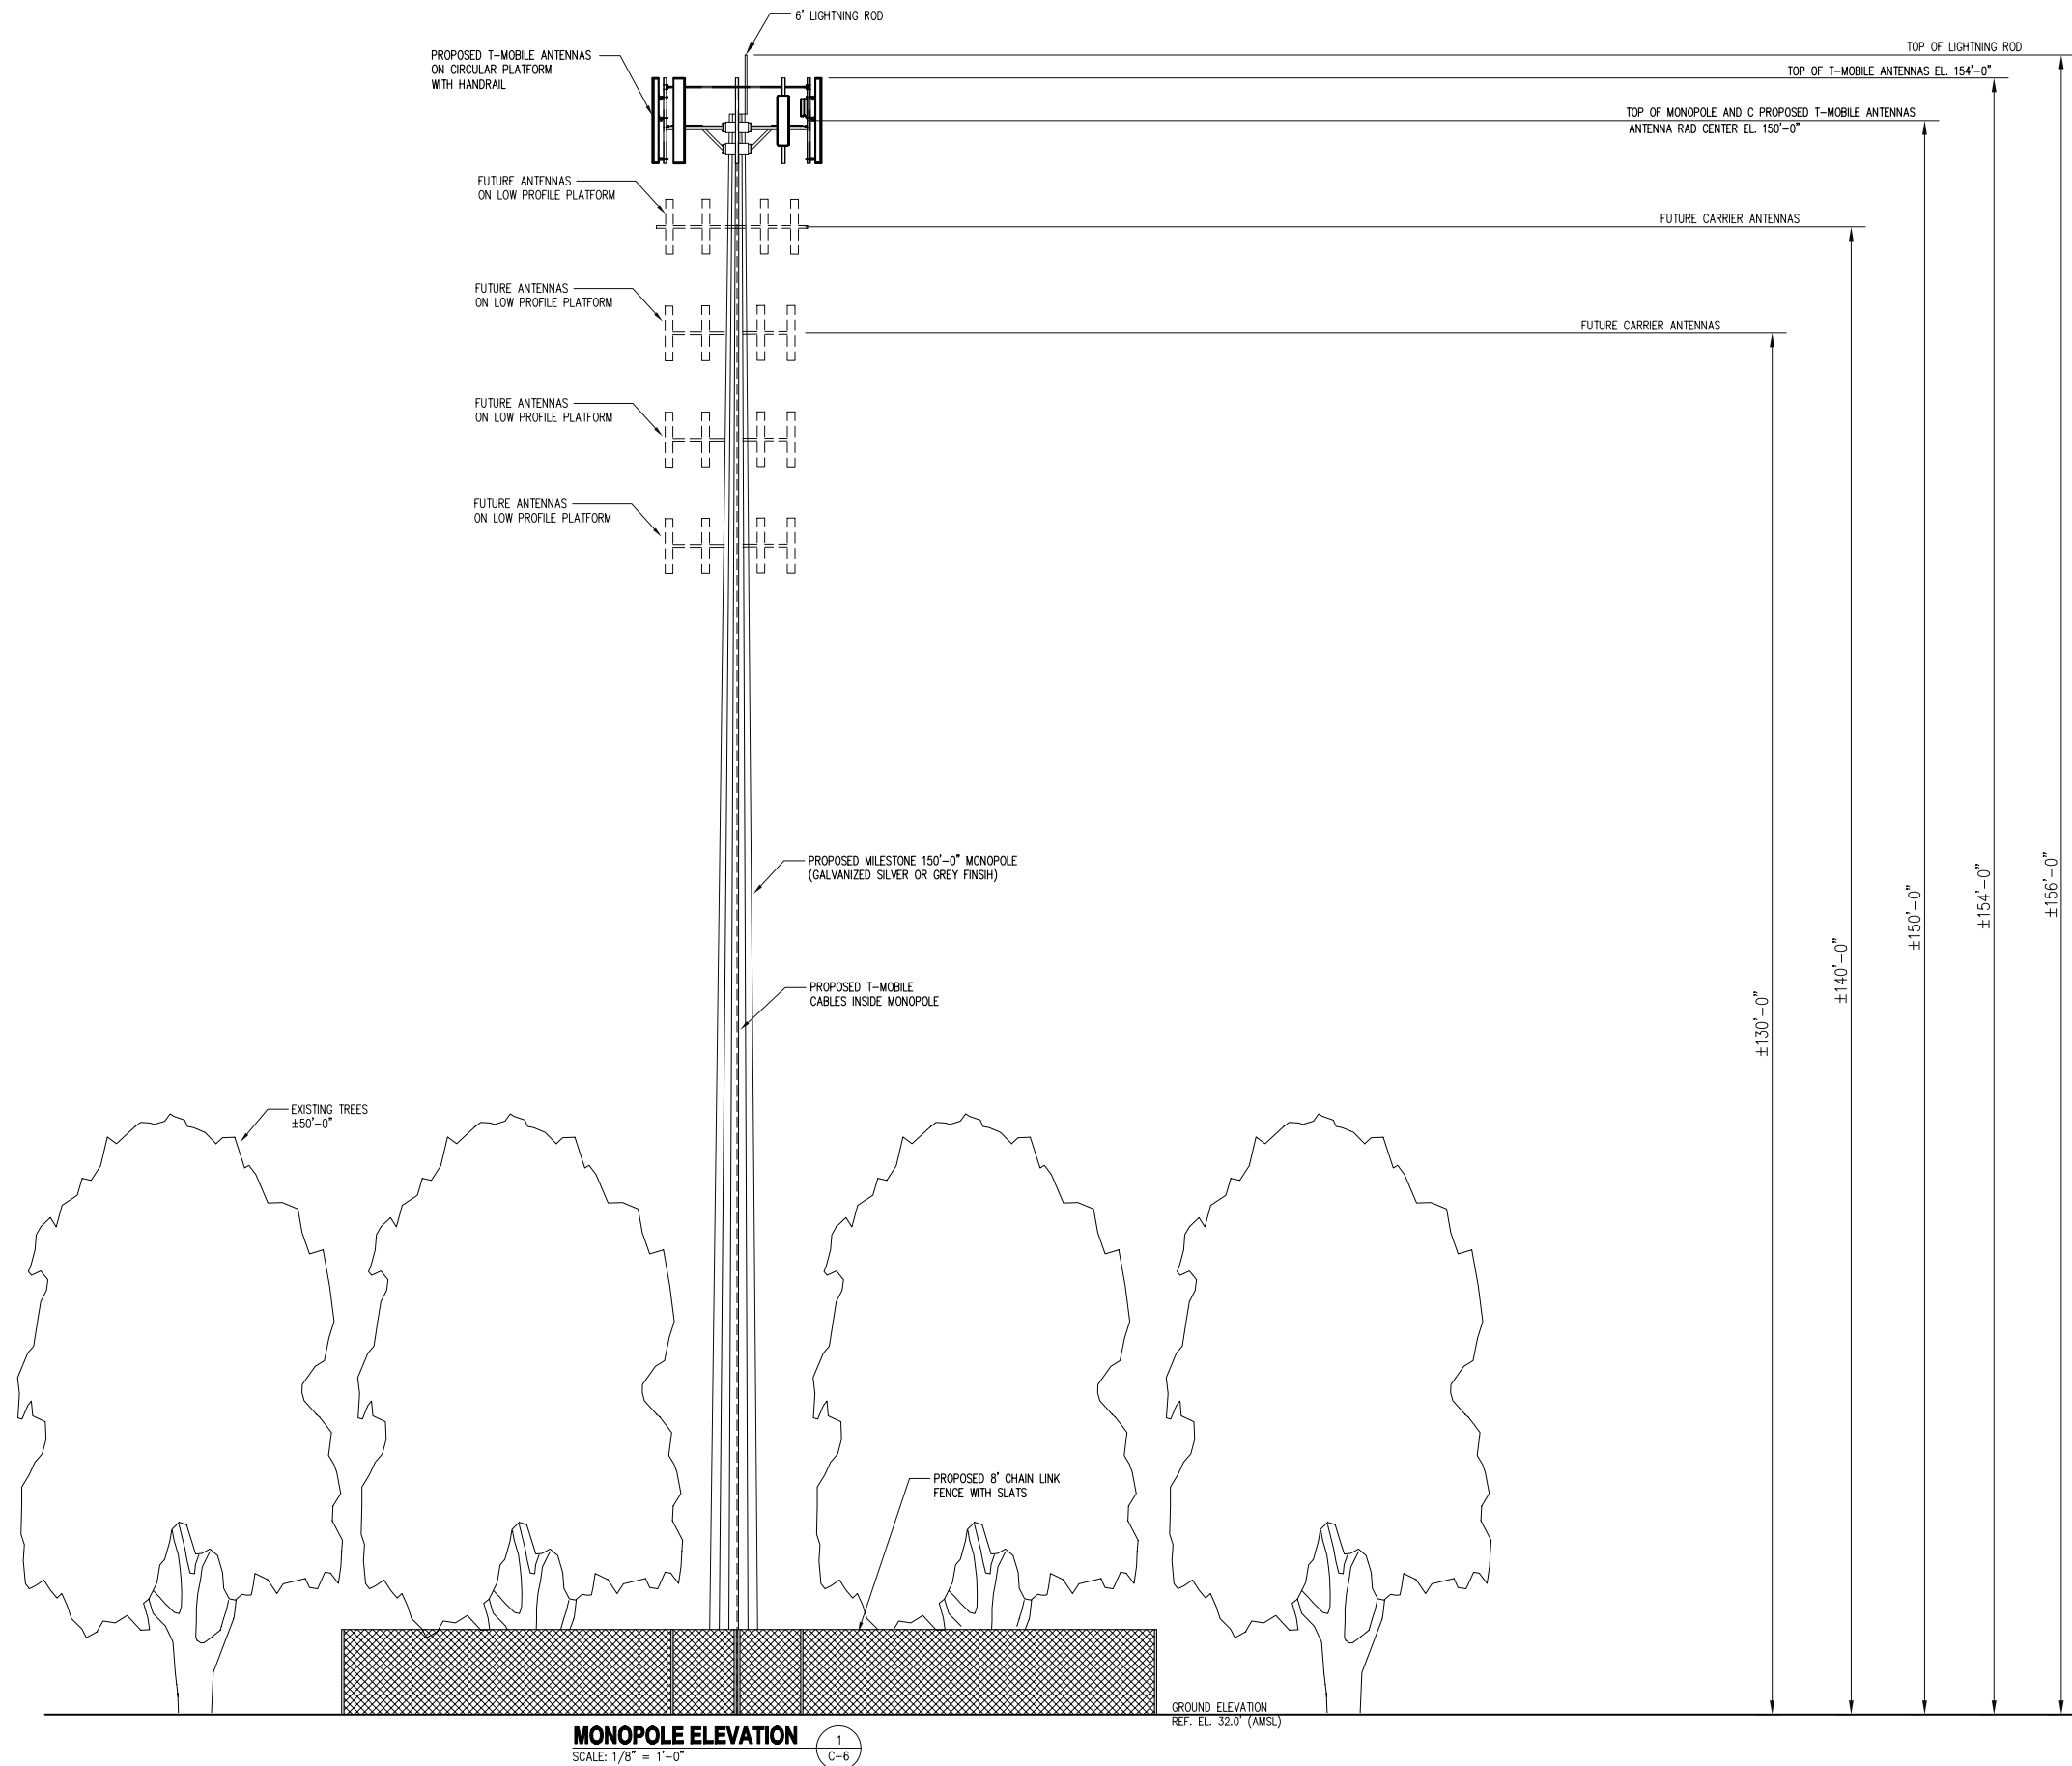 6' LIGHTNING ROD
TOP OF LIGHTNING ROD
PROPOSED T-MOBILE ANTENNAS
ON CIRCULAR PLATFORM
WITH HANDRAIL
TOP OF T-MOBILE ANTENNAS EL. 154'-0"
TOP OF MONOPOLE AND C PROPOSED T-MOBILE ANTENNAS
ANTENNA RAD CENTER EL. 150'-0"
FUTURE ANTENNAS
ON LOW PROFILE PLATFORM
FUTURE CARRIER ANTENNAS
FUTURE ANTENNAS
ON LOW PROFILE PLATFORM
FUTURE CARRIER ANTENNAS
FUTURE ANTENNAS
ON LOW PROFILE PLATFORM
FUTURE ANTENNAS
ON LOW PROFILE PLATFORM
PROPOSED MILESTONE 150'-0" MONOPOLE
(GALVANIZED SILVER OR GREY FINSIH)
±156'-0"
±154'-0"
±150'-0"
±140'-0"
±130'-0"
PROPOSED T-MOBILE
CABLES INSIDE MONOPOLE
EXISTING TREES
±50'-0"
PROPOSED 8' CHAIN LINK
FENCE WITH SLATS
GROUND ELEVATION
REF. EL. 32.0' (AMSL)
MONOPOLE ELEVATION
SCALE: 1/8" = 1'-0"
1
C-6